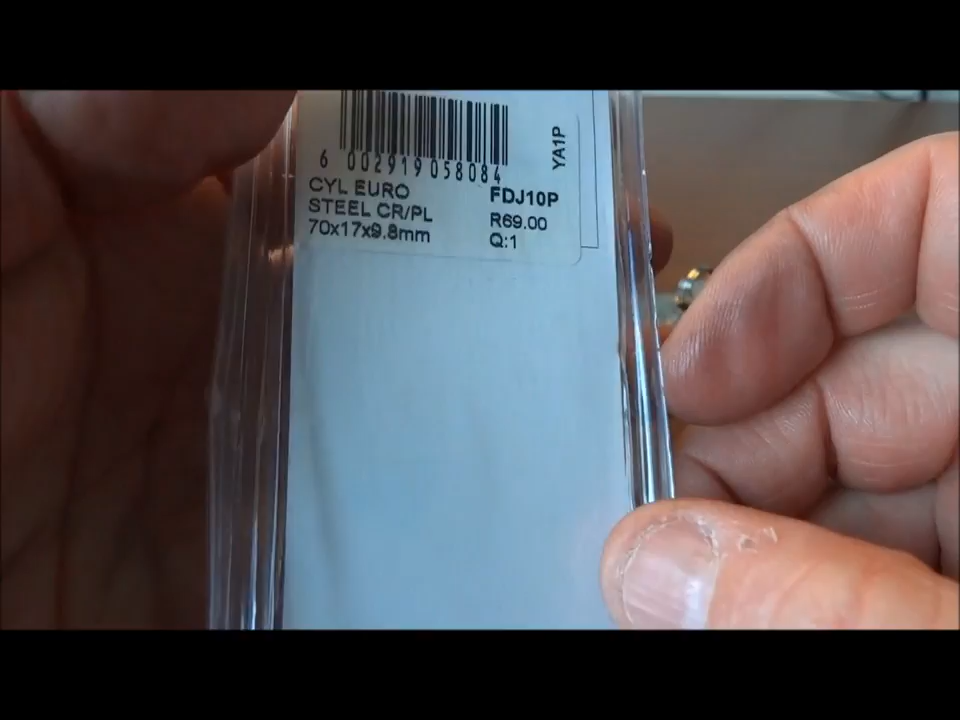 6 002919 058084
YA1P
CYL EURO
STEEL CR/PL
70x17x9.8mm
FDJ10P
R69.00
Q:1